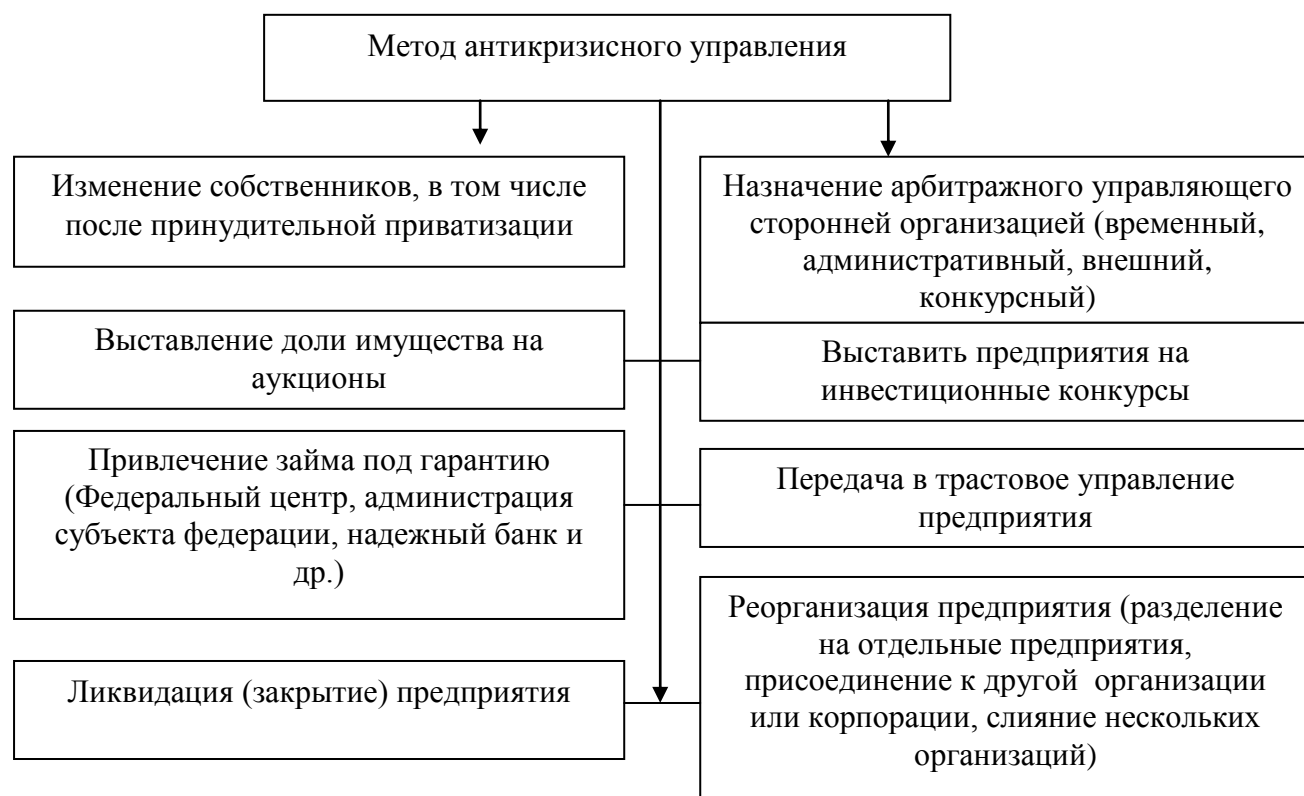 Метод антикризисного управления
Изменение собственников, в том числе
после принудительной приватизации
Назначение арбитражного управляющего
сторонней организацией (временный,
административный, внешний,
конкурсный)
Выставление доли имущества на
аукционы
Выставить предприятия на
инвестиционные конкурсы
Привлечение займа под гарантию
(Федеральный центр, администрация
субъекта федерации, надежный банк и
др.)
Передача в трастовое управление
предприятия
Ликвидация (закрытие) предприятия
Реорганизация предприятия (разделение
на отдельные предприятия,
присоединение к другой  организации
или корпорации, слияние нескольких
организаций)